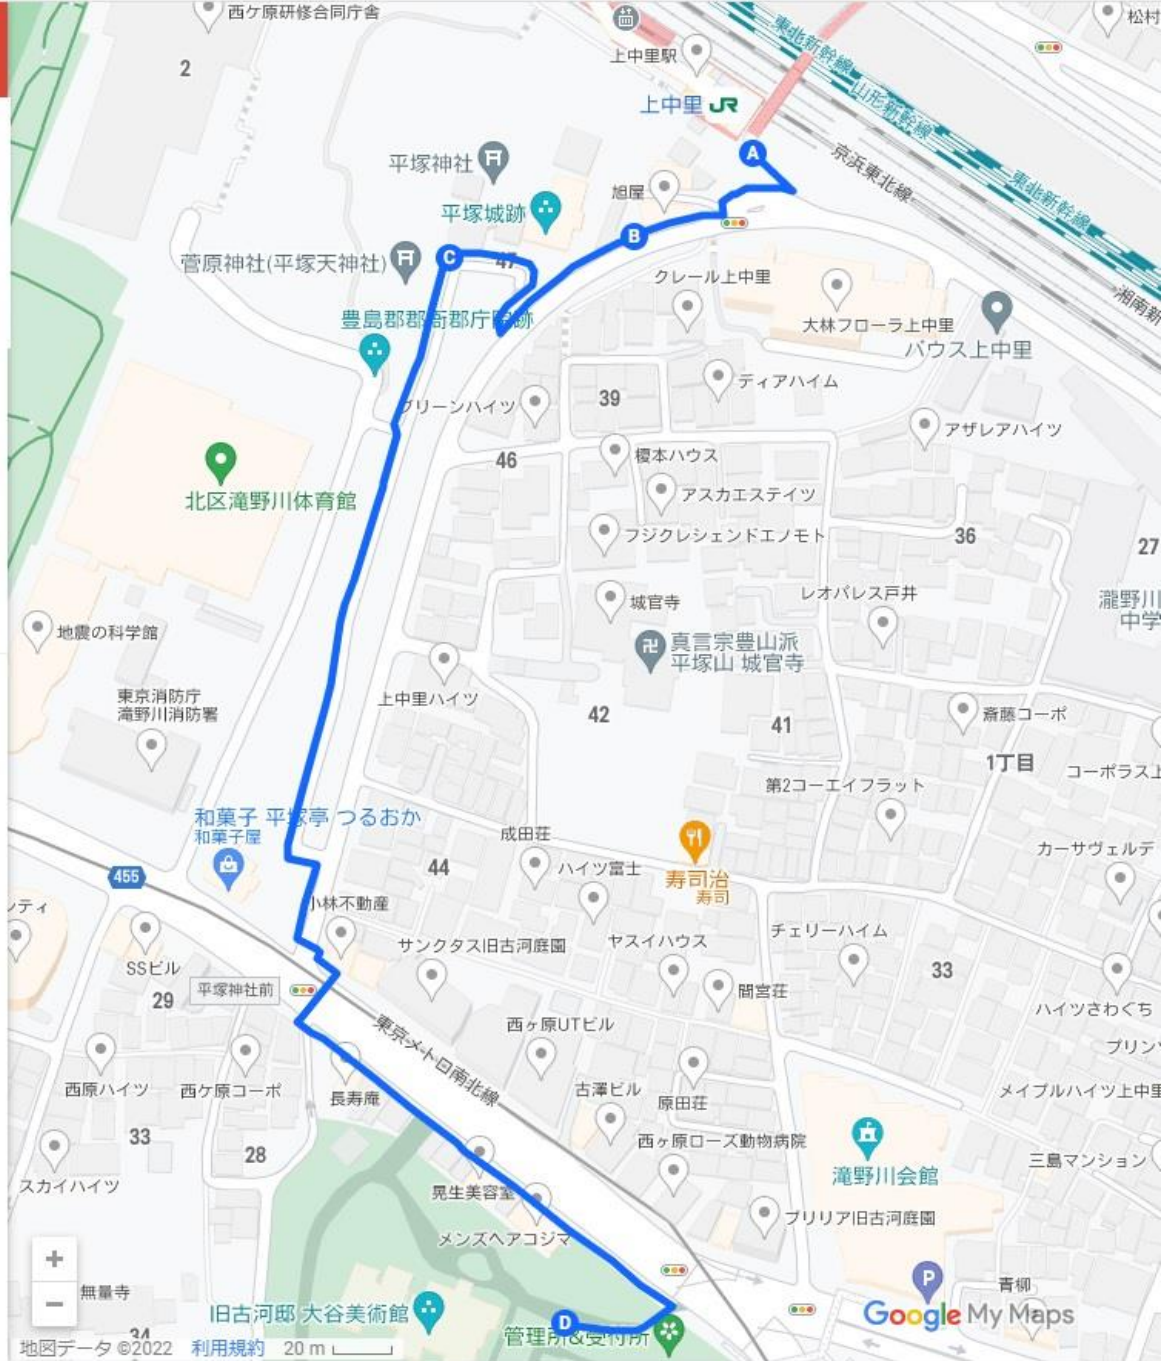 西ケ原研修合同庁舎
松村
2
上中里駅
東北新幹線
山形新幹線
上中里 JR
A
京浜東北線
東北新幹線
平塚神社
旭屋
平塚城跡
B
菅原神社(平塚天神社)
C
47
クレール上中里
湘南新
豊島郡郡衙郡庁
跡
大林フローラ上中里
バウス上中里
グリーンハイツ
39
ディアハイム
アザレアハイツ
46
榎本ハウス
北区滝野川体育館
アスカエステイツ
フジクレシェンドエノモト
36
27
レオパレス戸井
瀧野川
中学
地震の科学館
城官寺
真言宗豊山派
平塚山 城官寺
東京消防庁
滝野川消防署
上中里ハイツ
42
41
斎藤コーポ
1丁目
コーポラス上
第2コーエイフラット
和菓子 平塚亭 つるおか
和菓子屋
成田荘
カーサヴェルデ
455
44
ハイツ富士
寿司治
寿司
ンティ
小林不動産
SSビル
サンクタス旧古河庭園
ヤスイハウス
チェリーハイム
33
平塚神社前
29
間宮荘
ハイツさわぐち
東京メトロ南北線
西ヶ原UTビル
プリン
西原ハイツ
西ケ原コーポ
長寿庵
古澤ビル
原田荘
メイプルハイツ上中里
33
28
西ヶ原ローズ動物病院
滝野川会館
三島マンション
スカイハイツ
晃生美容室
メンズヘアコジマ
ブリリア旧古河庭園
+
−
無量寺
旧古河邸 大谷美術館
D
管理所&受付所
P
青柳
Google My Maps
34
地図データ ©2022 利用規約 20 m